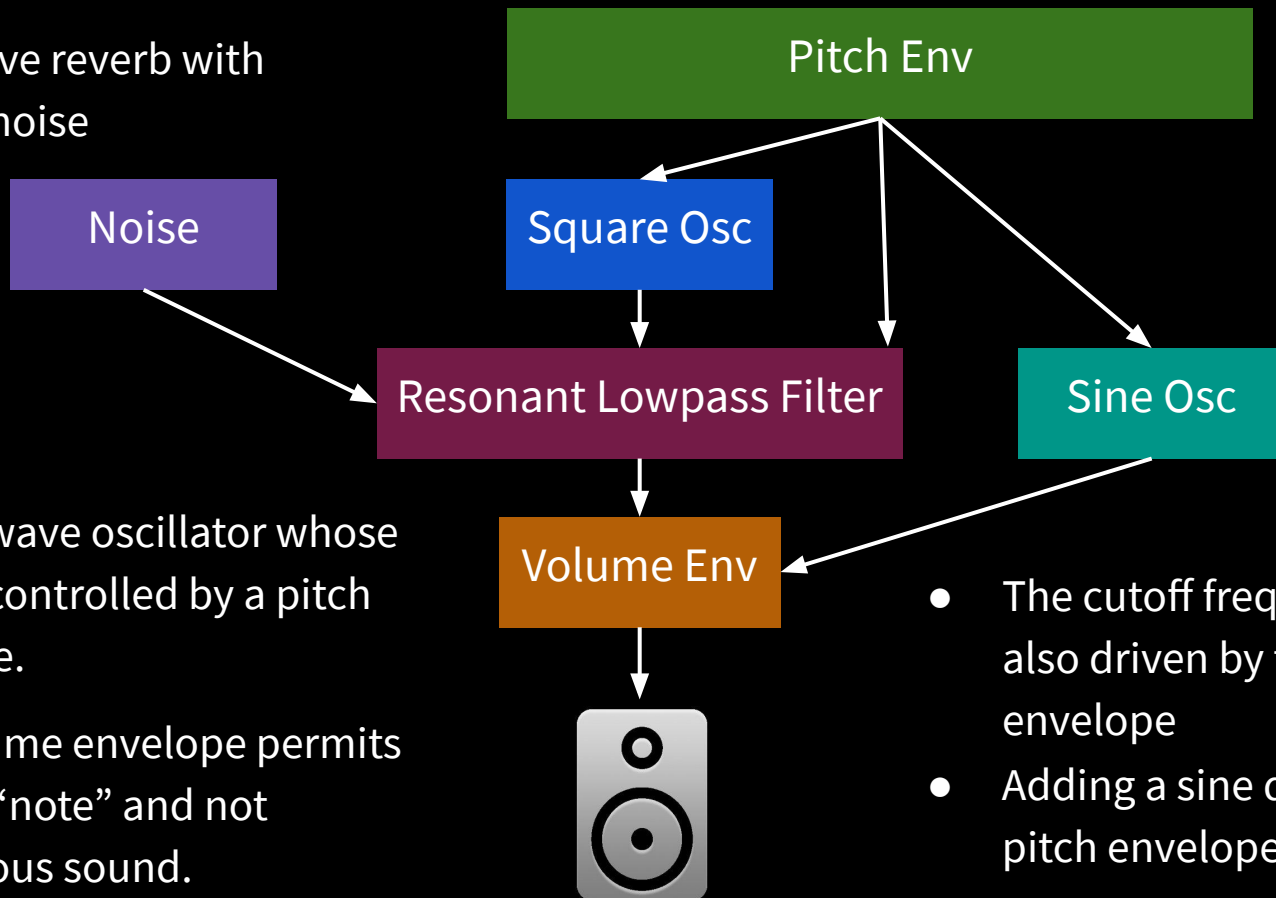 ve reverb with
noise
Pitch Env
Noise
Square Osc
Resonant Lowpass Filter
Sine Osc
wave oscillator whose
controlled by a pitch
e.
me envelope permits
“note” and not
ous sound.
Volume Env
● The cutoff freq
also driven by
envelope
● Adding a sine
pitch envelope